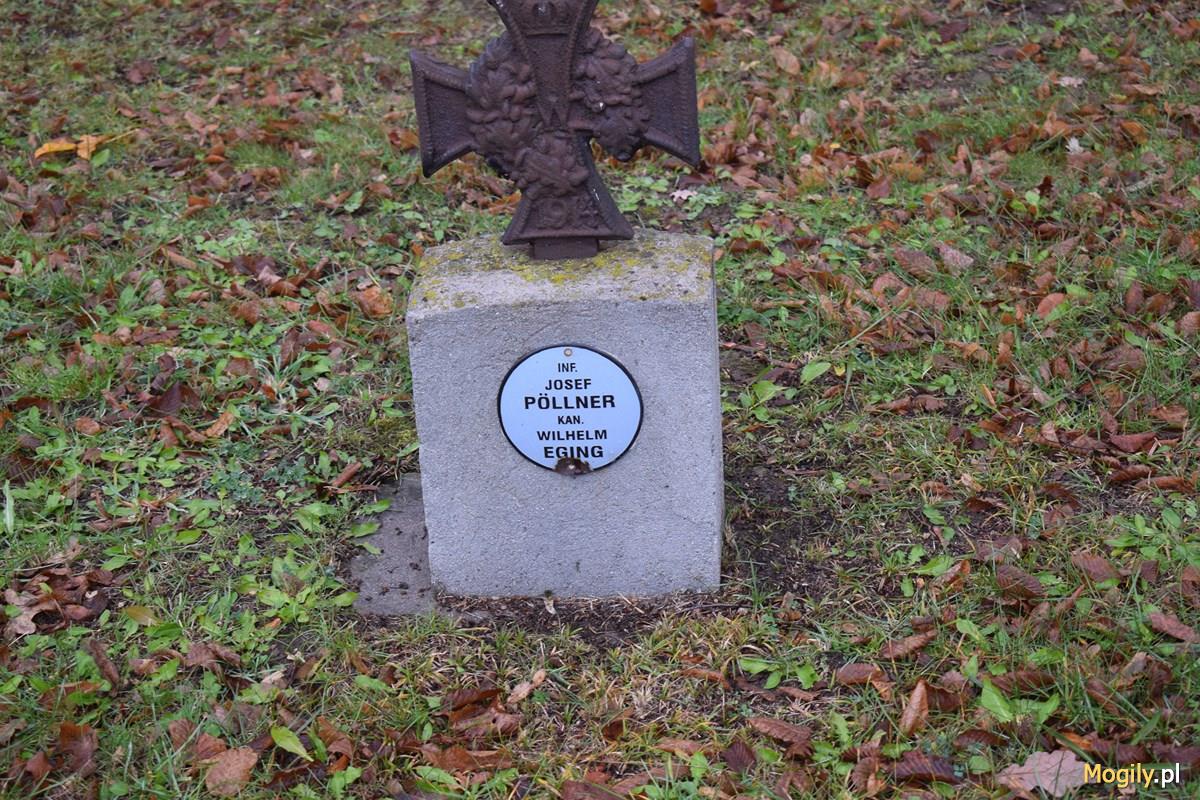 INF.
JOSEF
PÖLLNER
KAN.
WILHELM
EGING
Mogily.pl